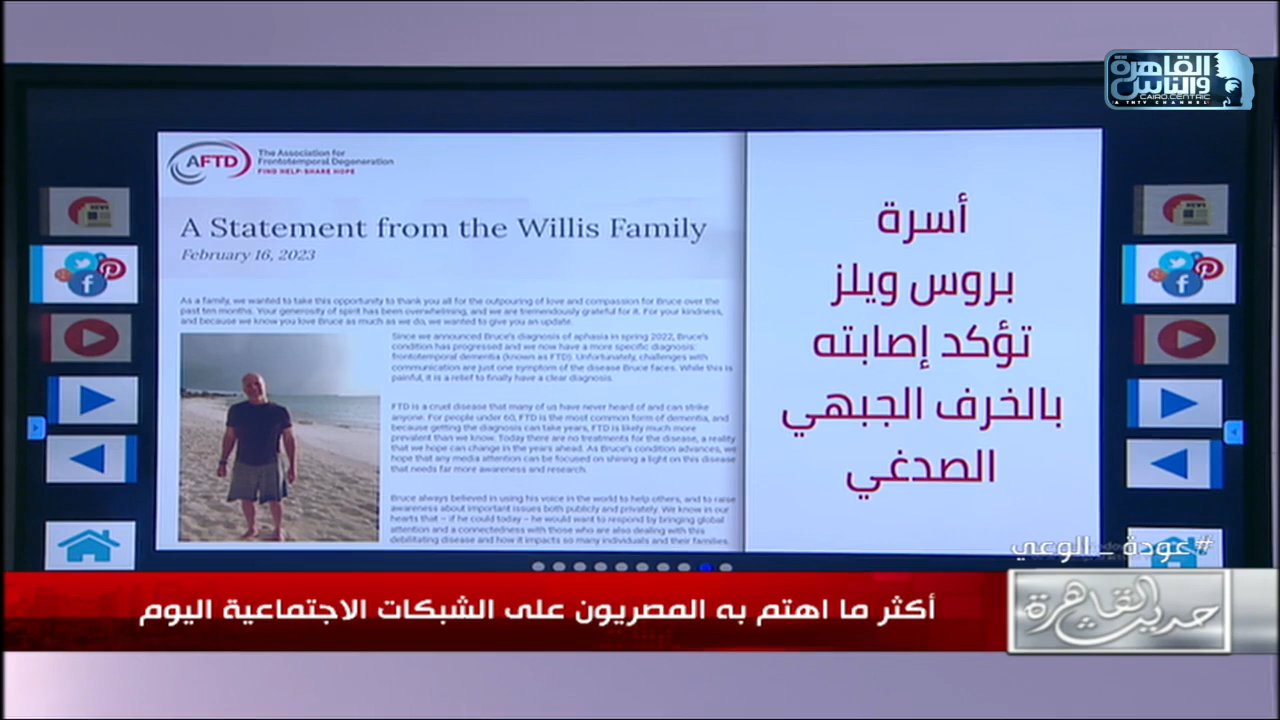 القاهرة
والناس
CAIRO.CENTRIC
A TNTV CHANNEL
AFTD
The Association for
Frontotemporal Degeneration
FIND HELP·SHARE HOPE
A Statement from the Willis Family
February 16, 2023
As a family, we wanted to take this opportunity to thank you all for the outpouring of love and compassion for Bruce over the
past ten months. Your generosity of spirit has been overwhelming, and we are tremendously grateful for it. For your kindness,
and because we know you love Bruce as much as we do, we wanted to give you an update.
Since we announced Bruce's diagnosis of aphasia in spring 2022, Bruce's
condition has progressed and we now have a more specific diagnosis:
frontotemporal dementia (known as FTD). Unfortunately, challenges with
communication are just one symptom of the disease Bruce faces. While this is
painful, it is a relief to finally have a clear diagnosis.
FTD is a cruel disease that many of us have never heard of and can strike
anyone. For people under 60, FTD is the most common form of dementia, and
because getting the diagnosis can take years, FTD is likely much more
prevalent than we know. Today there are no treatments for the disease, a reality
that we hope can change in the years ahead. As Bruce's condition advances, we
hope that any media attention can be focused on shining a light on this disease
that needs far more awareness and research.
Bruce always believed in using his voice in the world to help others, and to raise
awareness about important issues both publicly and privately. We know in our
hearts that – if he could today – he would want to respond by bringing global
attention and a connectedness with those who are also dealing with this
debilitating disease and how it impacts so many individuals and their families.
أسرة
بروس ويلز
تؤكد إصابته
بالخرف الجبهي
الصدغي
NEWS
NEWS
#عودة_الوعي
حديث القاهرة
أكثر ما اهتم به المصريون على الشبكات الاجتماعية اليوم